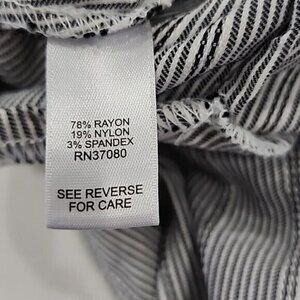 78% RAYON
19% NYLON
3% SPANDEX
RN37080
SEE REVERSE
FOR CARE